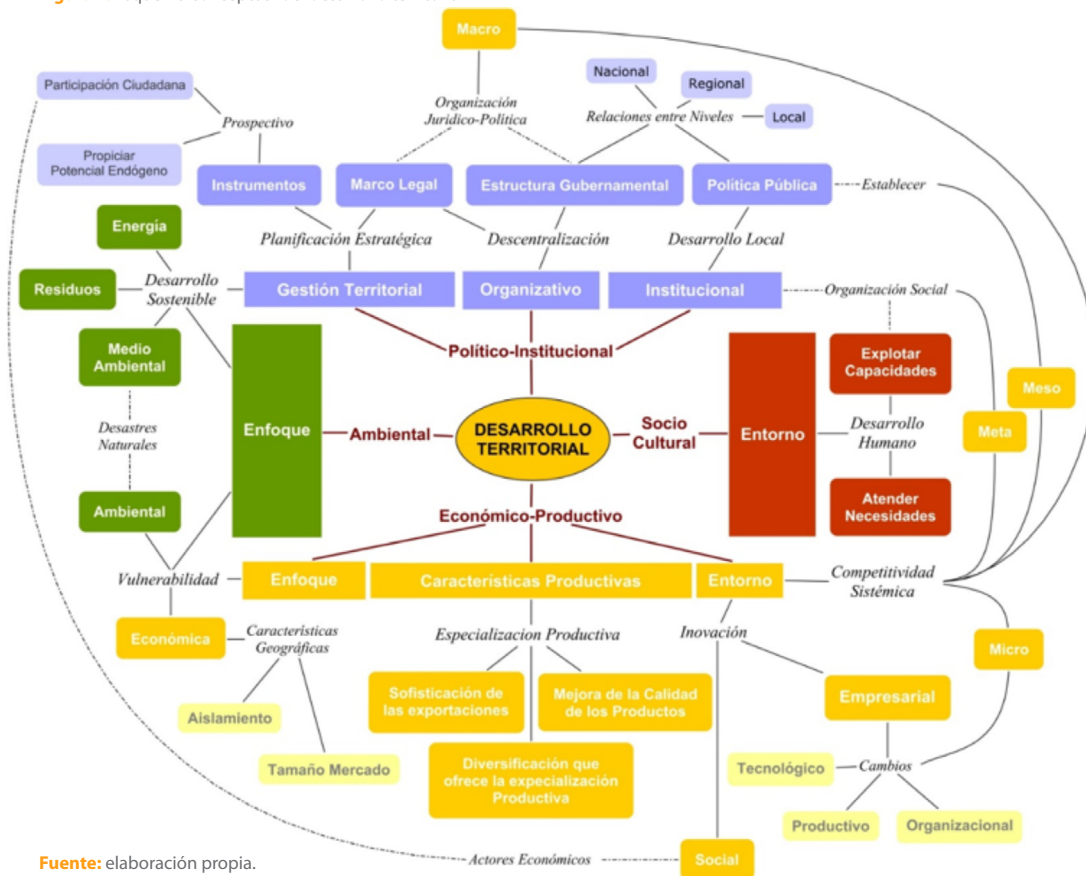 Macro
Participación Ciudadana
Nacional
Regional
Local
Organización
Jurídico-Política
Relaciones entre Niveles
Prospectivo
Propiciar
Potencial Endógeno
Instrumentos
Marco Legal
Estructura Gubernamental
Política Pública
Establecer
Energía
Planificación Estratégica
Descentralización
Desarrollo Local
Residuos
Desarrollo
Sostenible
Gestión Territorial
Organizativo
Institucional
Organización Social
Medio
Ambiental
Político-Institucional
Explotar
Capacidades
Meso
Desastres
Naturales
Enfoque
Ambiental
DESARROLLO
TERRITORIAL
Socio
Cultural
Entorno
Desarrollo
Humano
Meta
Ambiental
Atender
Necesidades
Económico-Productivo
Vulnerabilidad
Enfoque
Características Productivas
Entorno
Competitividad
Sistémica
Económica
Características
Geográficas
Especializacion Productiva
Inovación
Micro
Sofisticación de
las exportaciones
Mejora de la Calidad
de los Productos
Empresarial
Aislamiento
Tamaño Mercado
Diversificación que
ofrece la expecialización
Productiva
Tecnológico
Cambios
Productivo
Organizacional
Fuente: elaboración propia.
Actores Económicos
Social